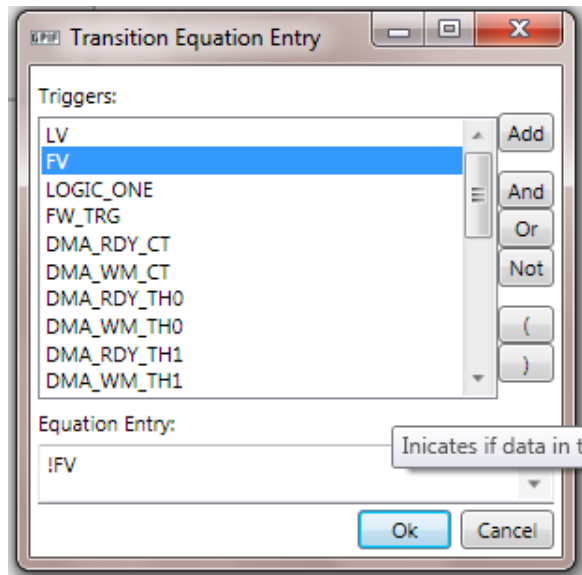 GPIF Transition Equation Entry
Triggers:
LV
Add
FV
LOGIC_ONE
And
FW_TRG
Or
DMA_RDY_CT
DMA_WM_CT
Not
DMA_RDY_TH0
DMA_WM_TH0
(
DMA_RDY_TH1
)
DMA_WM_TH1
Equation Entry:
Inicates if data in t
!FV
Ok
Cancel